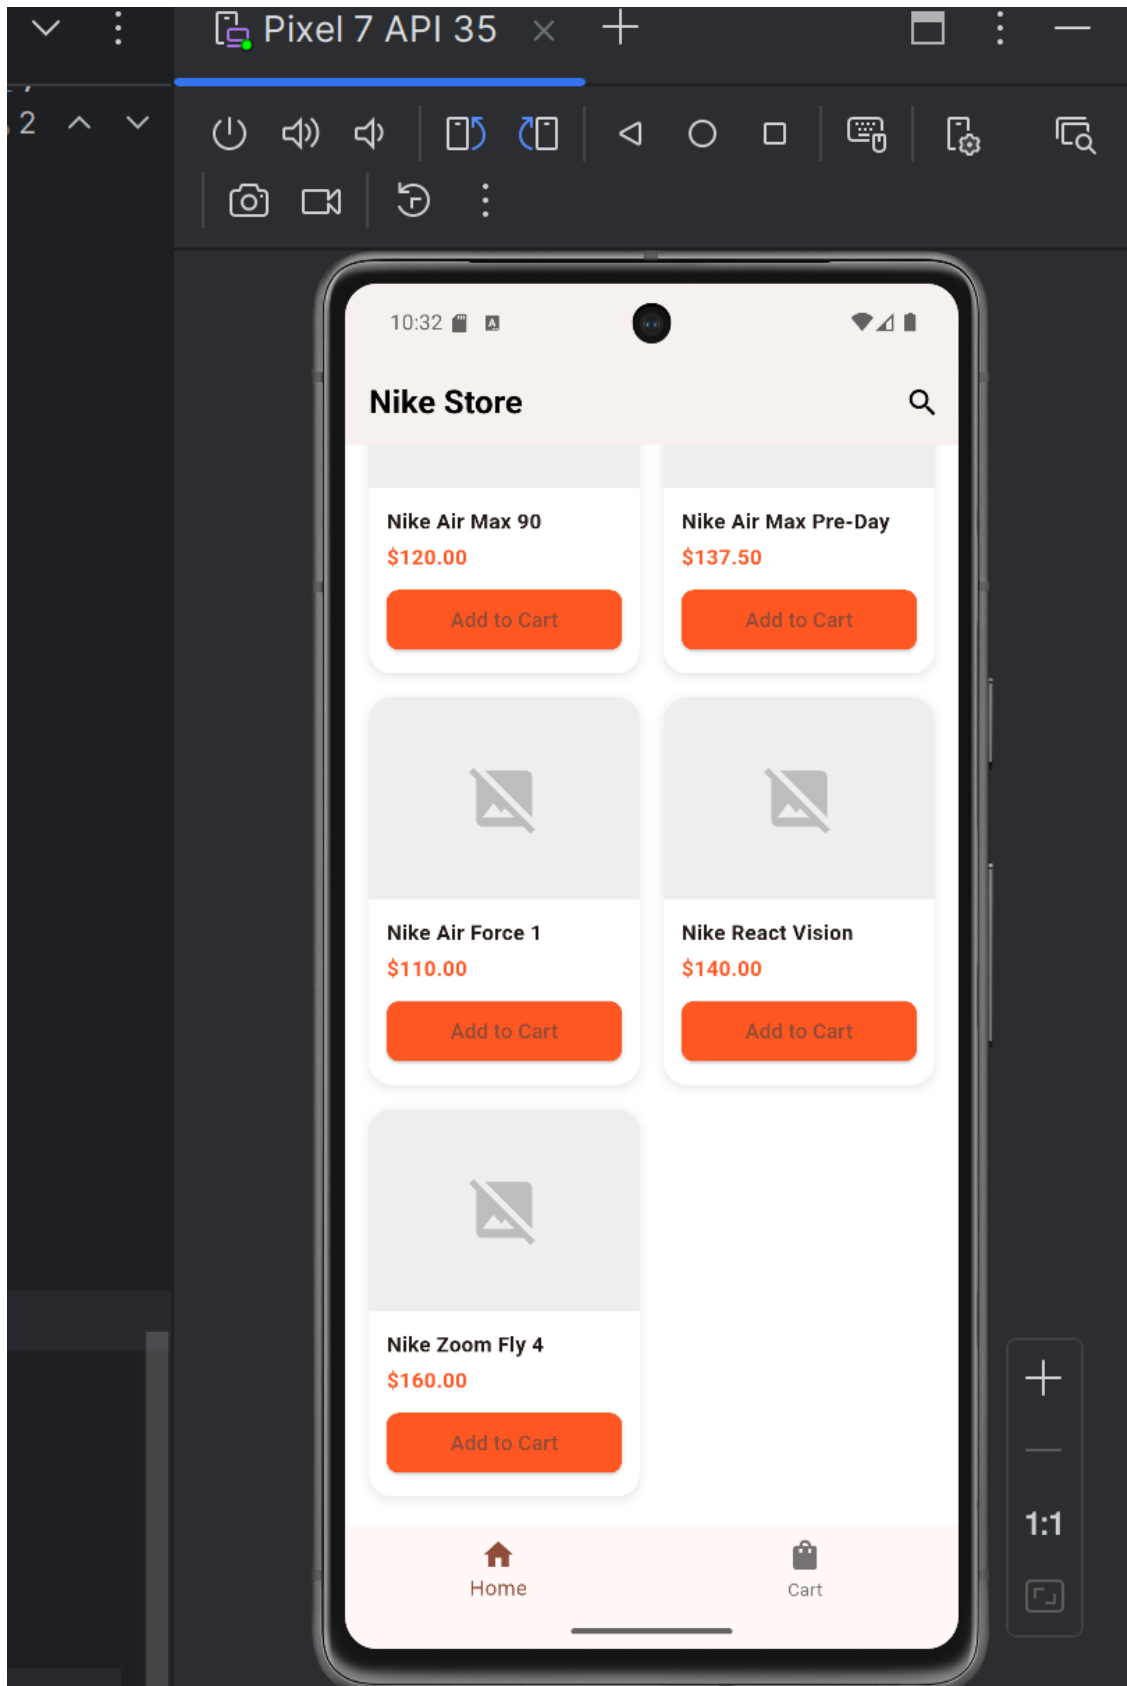 Pixel 7 API 35
2
10:32
Nike Store
Nike Air Max 90
$120.00
Add to Cart
Nike Air Max Pre-Day
$137.50
Add to Cart
Nike Air Force 1
$110.00
Add to Cart
Nike React Vision
$140.00
Add to Cart
Nike Zoom Fly 4
$160.00
Add to Cart
1:1
Home
Cart